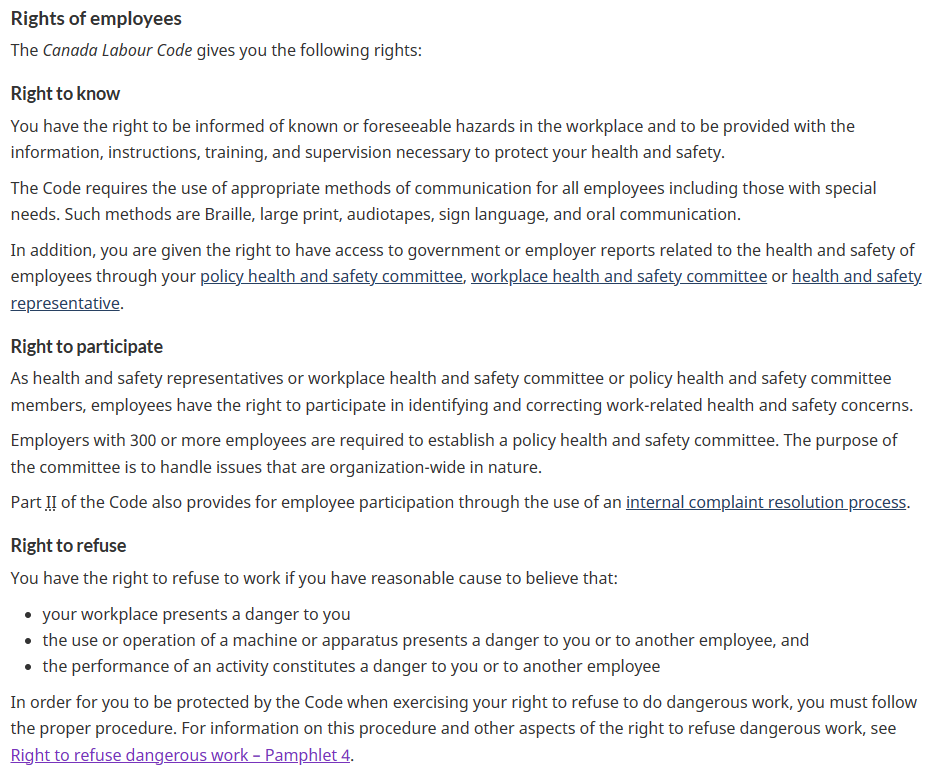 Rights of employees
The Canada Labour Code gives you the following rights:
Right to know
You have the right to be informed of known or foreseeable hazards in the workplace and to be provided with the
information, instructions, training, and supervision necessary to protect your health and safety.
The Code requires the use of appropriate methods of communication for all employees including those with special
needs. Such methods are Braille, large print, audiotapes, sign language, and oral communication.
In addition, you are given the right to have access to government or employer reports related to the health and safety of
employees through your policy health and safety committee, workplace health and safety committee or health and safety
representative.
Right to participate
As health and safety representatives or workplace health and safety committee or policy health and safety committee
members, employees have the right to participate in identifying and correcting work-related health and safety concerns.
Employers with 300 or more employees are required to establish a policy health and safety committee. The purpose of
the committee is to handle issues that are organization-wide in nature.
Part II of the Code also provides for employee participation through the use of an internal complaint resolution process.
Right to refuse
You have the right to refuse to work if you have reasonable cause to believe that:
• your workplace presents a danger to you
• the use or operation of a machine or apparatus presents a danger to you or to another employee, and
• the performance of an activity constitutes a danger to you or to another employee
In order for you to be protected by the Code when exercising your right to refuse to do dangerous work, you must follow
the proper procedure. For information on this procedure and other aspects of the right to refuse dangerous work, see
Right to refuse dangerous work – Pamphlet 4.